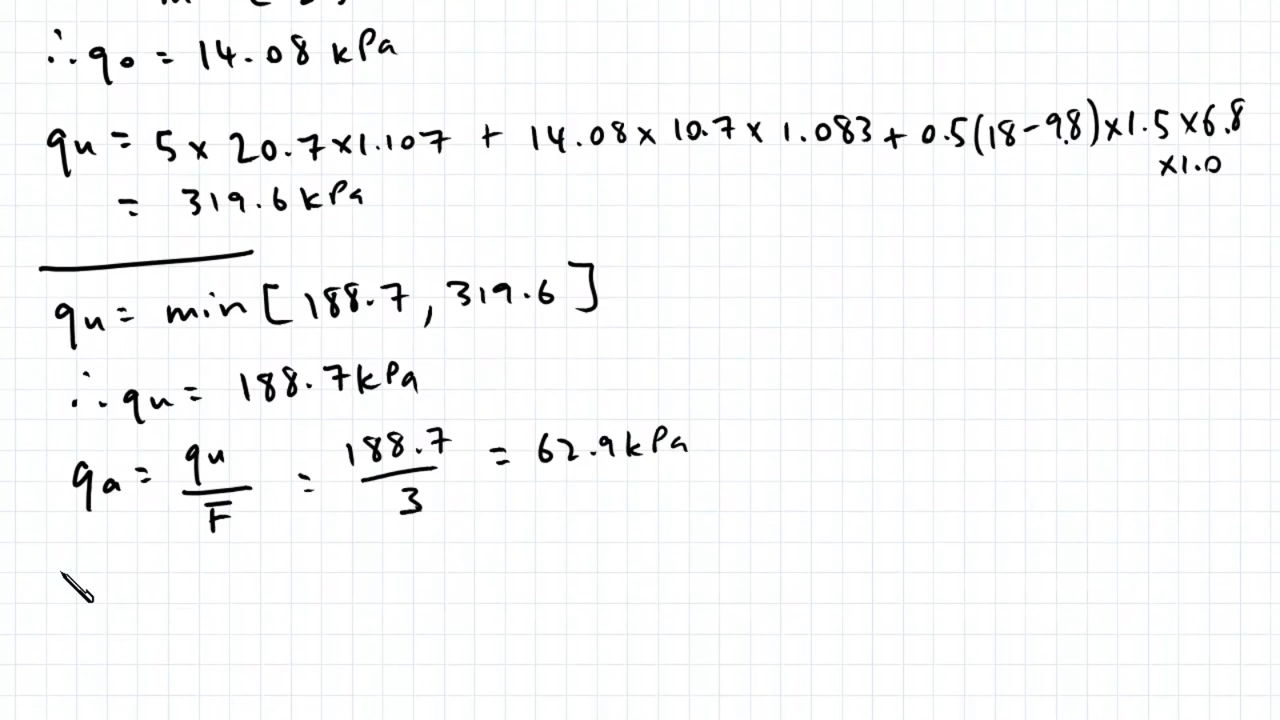 ∴ q₀ = 14.08 kPa
qu = 5 × 20.7 × 1.107 + 14.08 × 10.7 × 1.083 + 0.5(18 - 9.8) × 1.5 × 6.8
× 1.0
= 319.6 kPa
qu = min [188.7, 319.6]
∴ qu = 188.7 kPa
qa = qu / F = 188.7 / 3 = 62.9 kPa